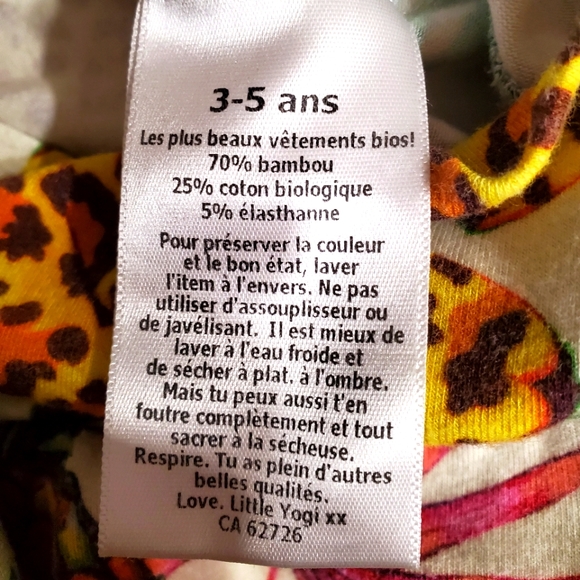 3-5 ans
Les plus beaux vêtements bios!
70% bambou
25% coton biologique
5% élasthanne
Pour préserver la couleur
et le bon état, laver
l'item à l'envers. Ne pas
utiliser d'assouplisseur ou
de javélisant. Il est mieux de
laver à l'eau froide et
de sécher à plat, à l'ombre.
Mais tu peux aussi t'en
foutre complètement et tout
sacrer à la sécheuse.
Respire. Tu as plein d'autres
belles qualités.
Love. Little Yogi xx
CA 62726